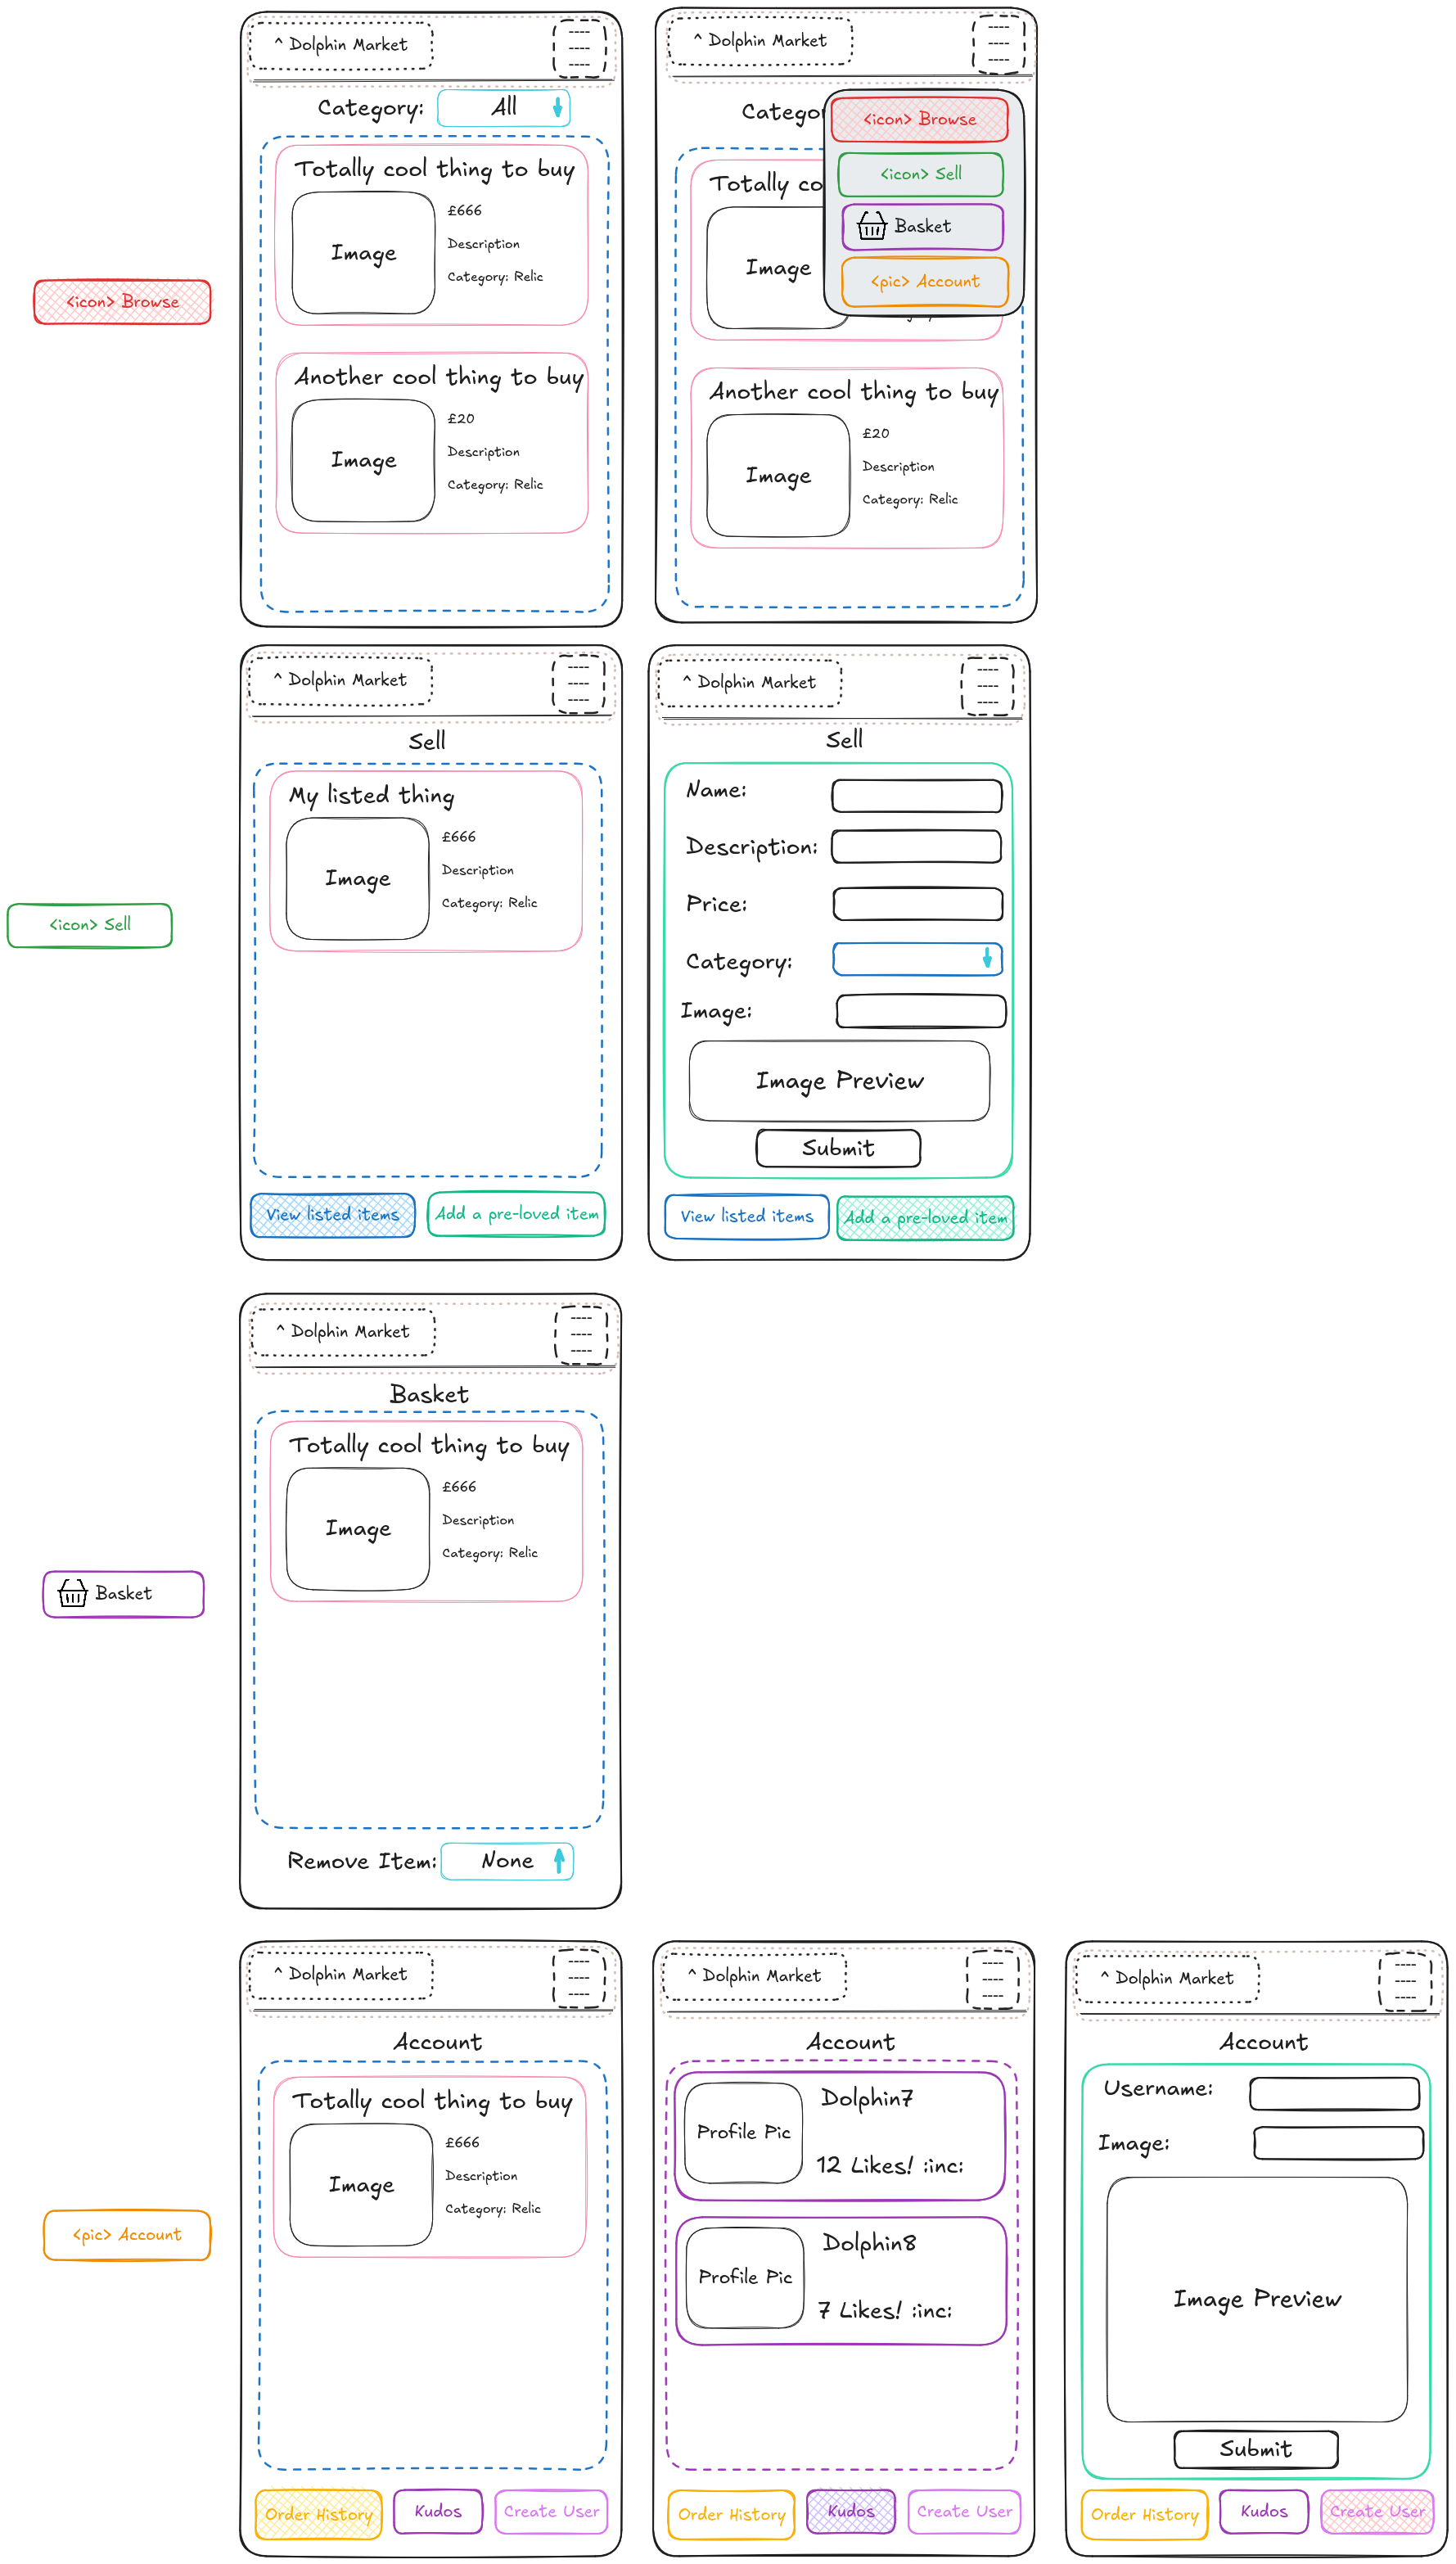 ^ Dolphin Market
----
----
----
Category:
All
Totally cool thing to buy
Image
£666
Description
Category: Relic
Another cool thing to buy
Image
£20
Description
Category: Relic
^ Dolphin Market
----
----
----
<icon> Browse
<icon> Sell
Basket
<pic> Account
Image
Another cool thing to buy
Image
£20
Description
Category: Relic
<icon> Browse
^ Dolphin Market
----
----
----
Sell
My listed thing
Image
£666
Description
Category: Relic
View listed items
Add a pre-loved item
^ Dolphin Market
----
----
----
Sell
Name:
Description:
Price:
Category:
Image:
Image Preview
Submit
View listed items
Add a pre-loved item
<icon> Sell
^ Dolphin Market
----
----
----
Basket
Totally cool thing to buy
Image
£666
Description
Category: Relic
Remove Item:
None
Basket
^ Dolphin Market
----
----
----
Account
Totally cool thing to buy
Image
£666
Description
Category: Relic
Order History
Kudos
Create User
^ Dolphin Market
----
----
----
Account
Profile Pic
Dolphin7
12 Likes! :inc:
Profile Pic
Dolphin8
7 Likes! :inc:
Order History
Kudos
Create User
^ Dolphin Market
----
----
----
Account
Username:
Image:
Image Preview
Submit
Order History
Kudos
Create User
<pic> Account